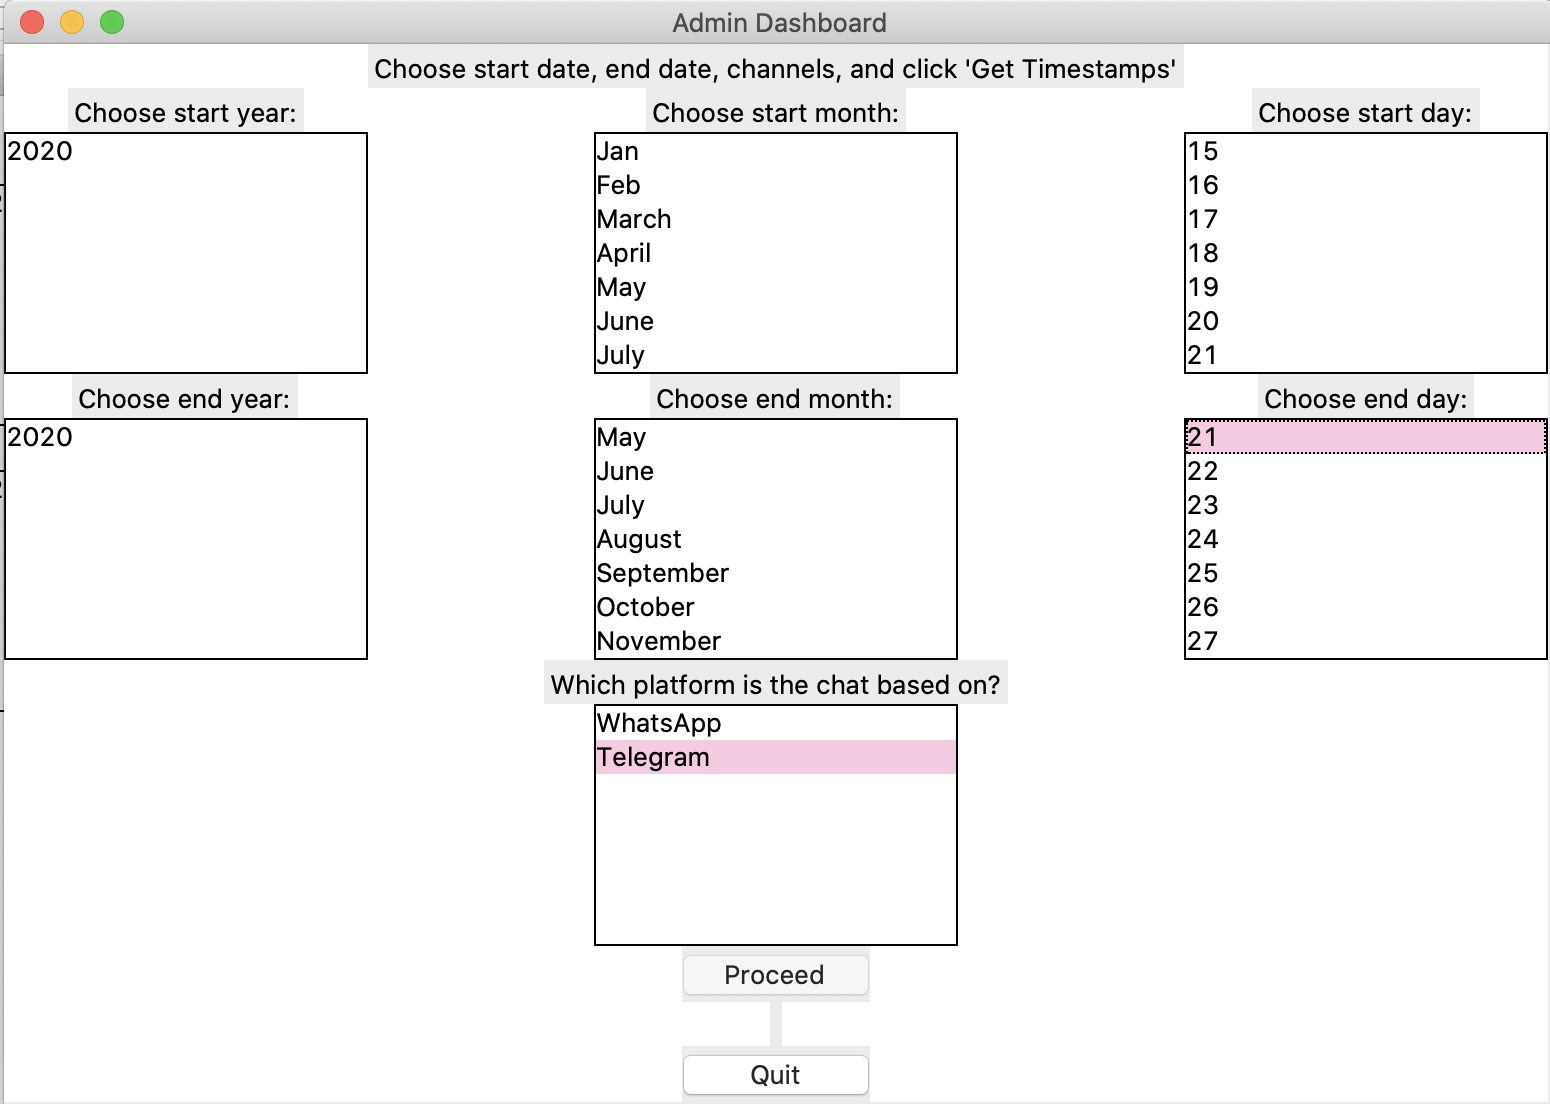 Admin Dashboard
Choose start date, end date, channels, and click 'Get Timestamps'
Choose start year:
2020
Choose start month:
Jan
Feb
March
April
May
June
July
Choose start day:
15
16
17
18
19
20
21
Choose end year:
2020
Choose end month:
May
June
July
August
September
October
November
Choose end day:
21
22
23
24
25
26
27
Which platform is the chat based on?
WhatsApp
Telegram
Proceed
Quit